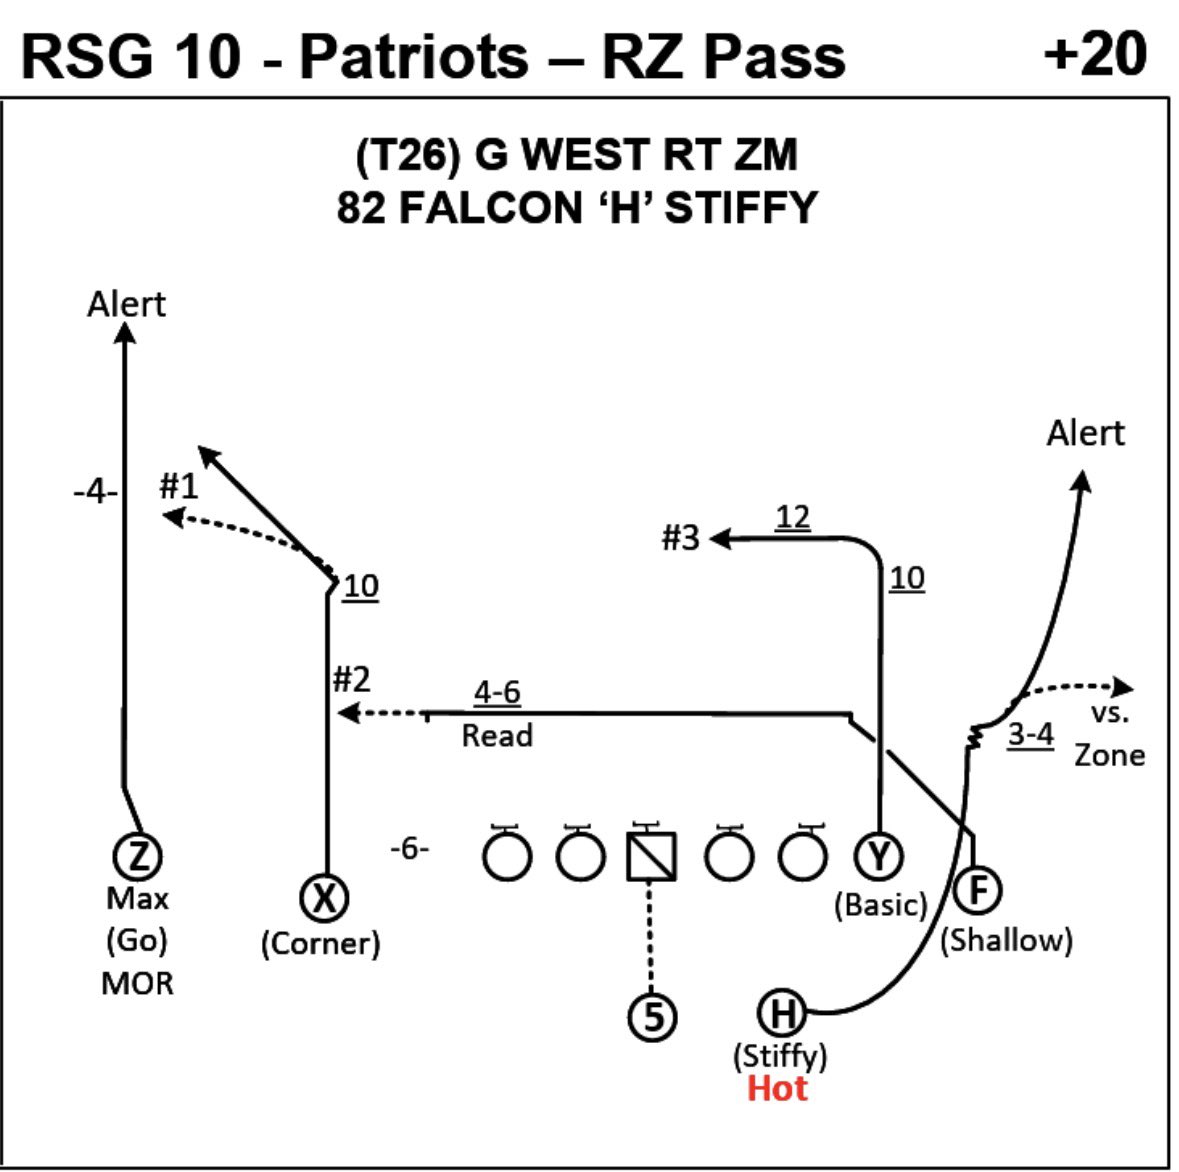 RSG 10 - Patriots – RZ Pass +20
(T26) G WEST RT ZM
82 FALCON ‘H’ STIFFY
Alert
Alert
-4-
#1
#3
12
10
10
#2
4-6
Read
3-4
vs.
Zone
Z
Max
(Go)
MOR
X
(Corner)
-6-
Y
(Basic)
F
(Shallow)
5
H
(Stiffy)
Hot